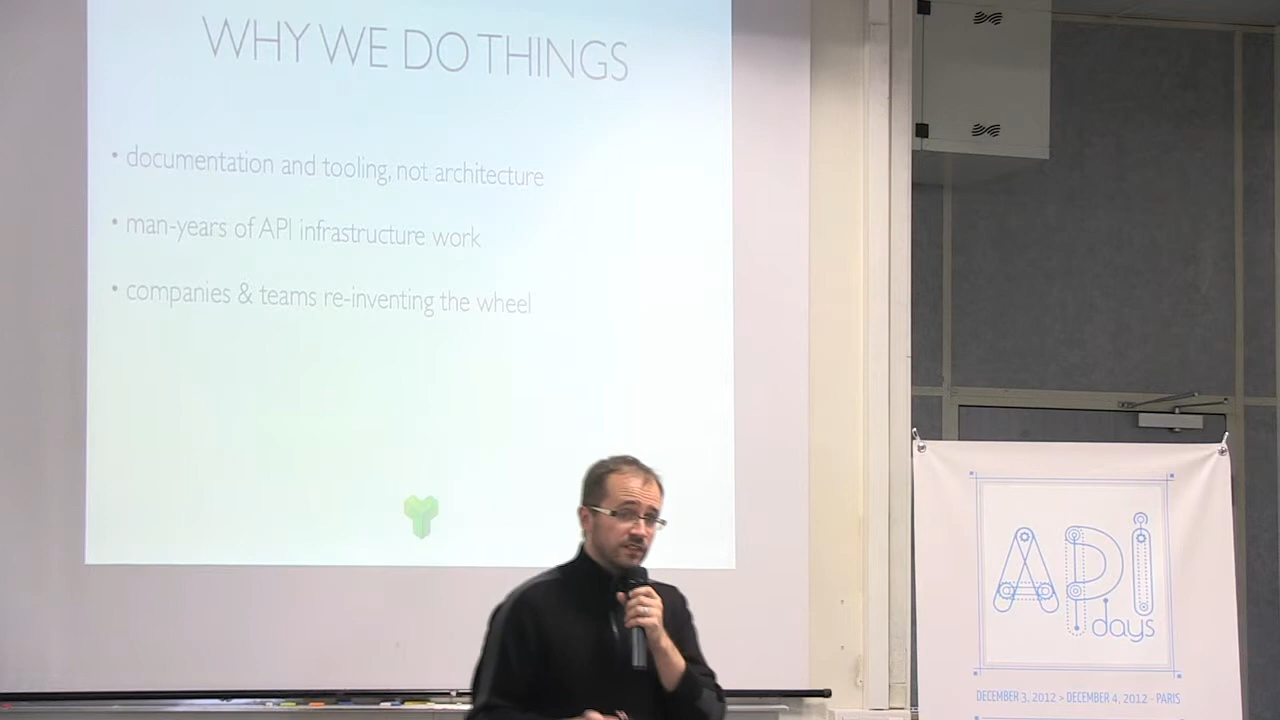 WHY WE DO THINGS
• documentation and tooling, not architecture
• man-years of API infrastructure work
• companies & teams re-inventing the wheel
API
days
DECEMBER 3, 2012 > DECEMBER 4, 2012 - PARIS